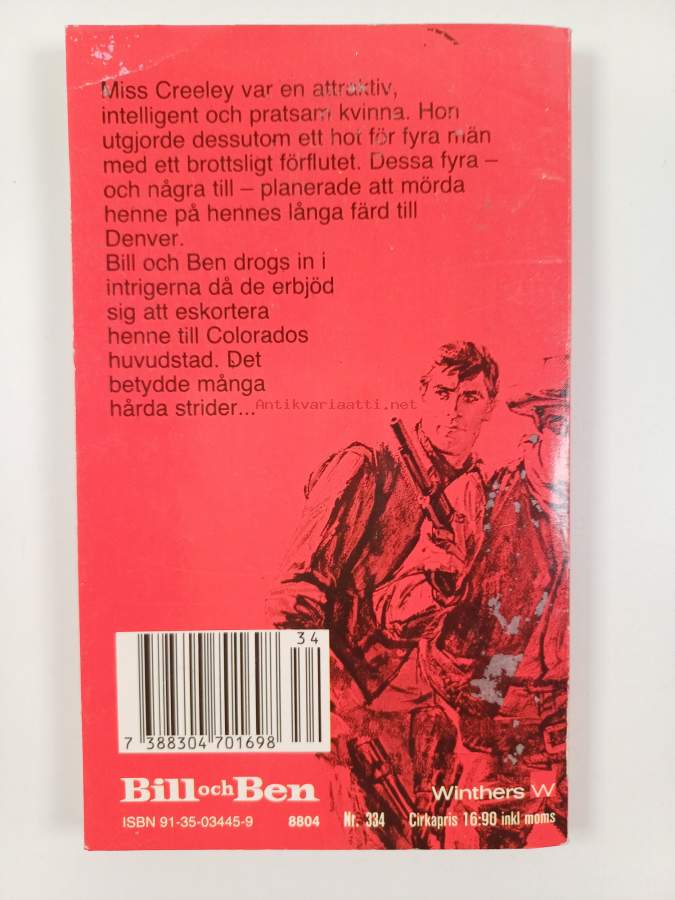 Miss Creeley var en attraktiv,
intelligent och pratsam kvinna. Hon
utgjorde dessutom ett hot för fyra män
med ett brottsligt förflutet. Dessa fyra –
och några till – planerade att mörda
henne på hennes långa färd till
Denver.
Bill och Ben drogs in i
intrigerna då de erbjöd
sig att eskortera
henne till Colorados
huvudstad. Det
betydde många
hårda strider...
Antikvariaatti.net
34
7 388304 701698
Bill och Ben
Winthers W
ISBN 91-35-03445-9 8804 Nr. 334 Cirkapris 16:90 inkl moms